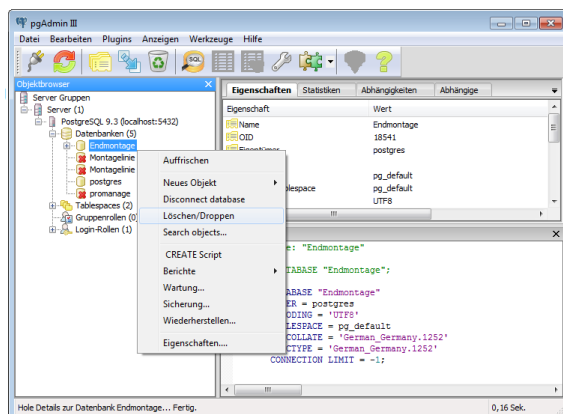 pgAdmin III
Datei Bearbeiten Plugins Anzeigen Werkzeuge Hilfe
SQL
Objektbrowser
Server Gruppen
Server (1)
PostgreSQL 9.3 (localhost:5432)
Datenbanken (5)
Endmontage
Montagelinie
Montagelinie
postgres
promanage
Tablespaces (2)
Gruppenrollen (0)
Login-Rollen (1)
Auffrischen
Neues Objekt
Disconnect database
Löschen/Droppen
Search objects...
CREATE Script
Berichte
Wartung...
Sicherung...
Wiederherstellen...
Eigenschaften....
Eigenschaften Statistiken Abhängigkeiten Abhängige
Eigenschaft Wert
Name Endmontage
OID 18541
Eigentümer postgres
pg_default
lespace pg_default
UTF8
e: "Endmontage"
TABASE "Endmontage";
ABASE "Endmontage"
ER = postgres
ODING = 'UTF8'
LESPACE = pg_default
COLLATE = 'German_Germany.1252'
CTYPE = 'German_Germany.1252'
CONNECTION LIMIT = -1;
Hole Details zur Datenbank Endmontage... Fertig. 0,16 Sek.